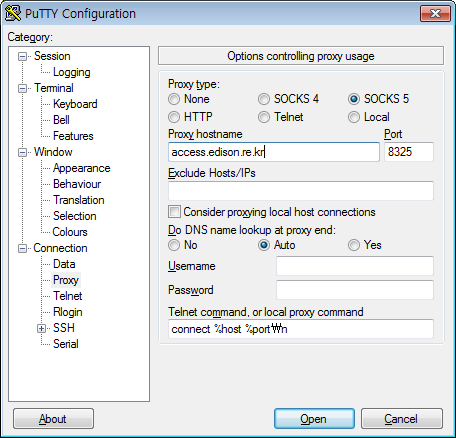 PuTTY Configuration
Category:
Session
Logging
Terminal
Keyboard
Bell
Features
Window
Appearance
Behaviour
Translation
Selection
Colours
Connection
Data
Proxy
Telnet
Rlogin
SSH
Serial
Options controlling proxy usage
Proxy type:
None SOCKS 4 SOCKS 5
HTTP Telnet Local
Proxy hostname Port
access.edison.re.kr 8325
Exclude Hosts/IPs
Consider proxying local host connections
Do DNS name lookup at proxy end:
No Auto Yes
Username
Password
Telnet command, or local proxy command
connect %host %port₩n
About Open Cancel